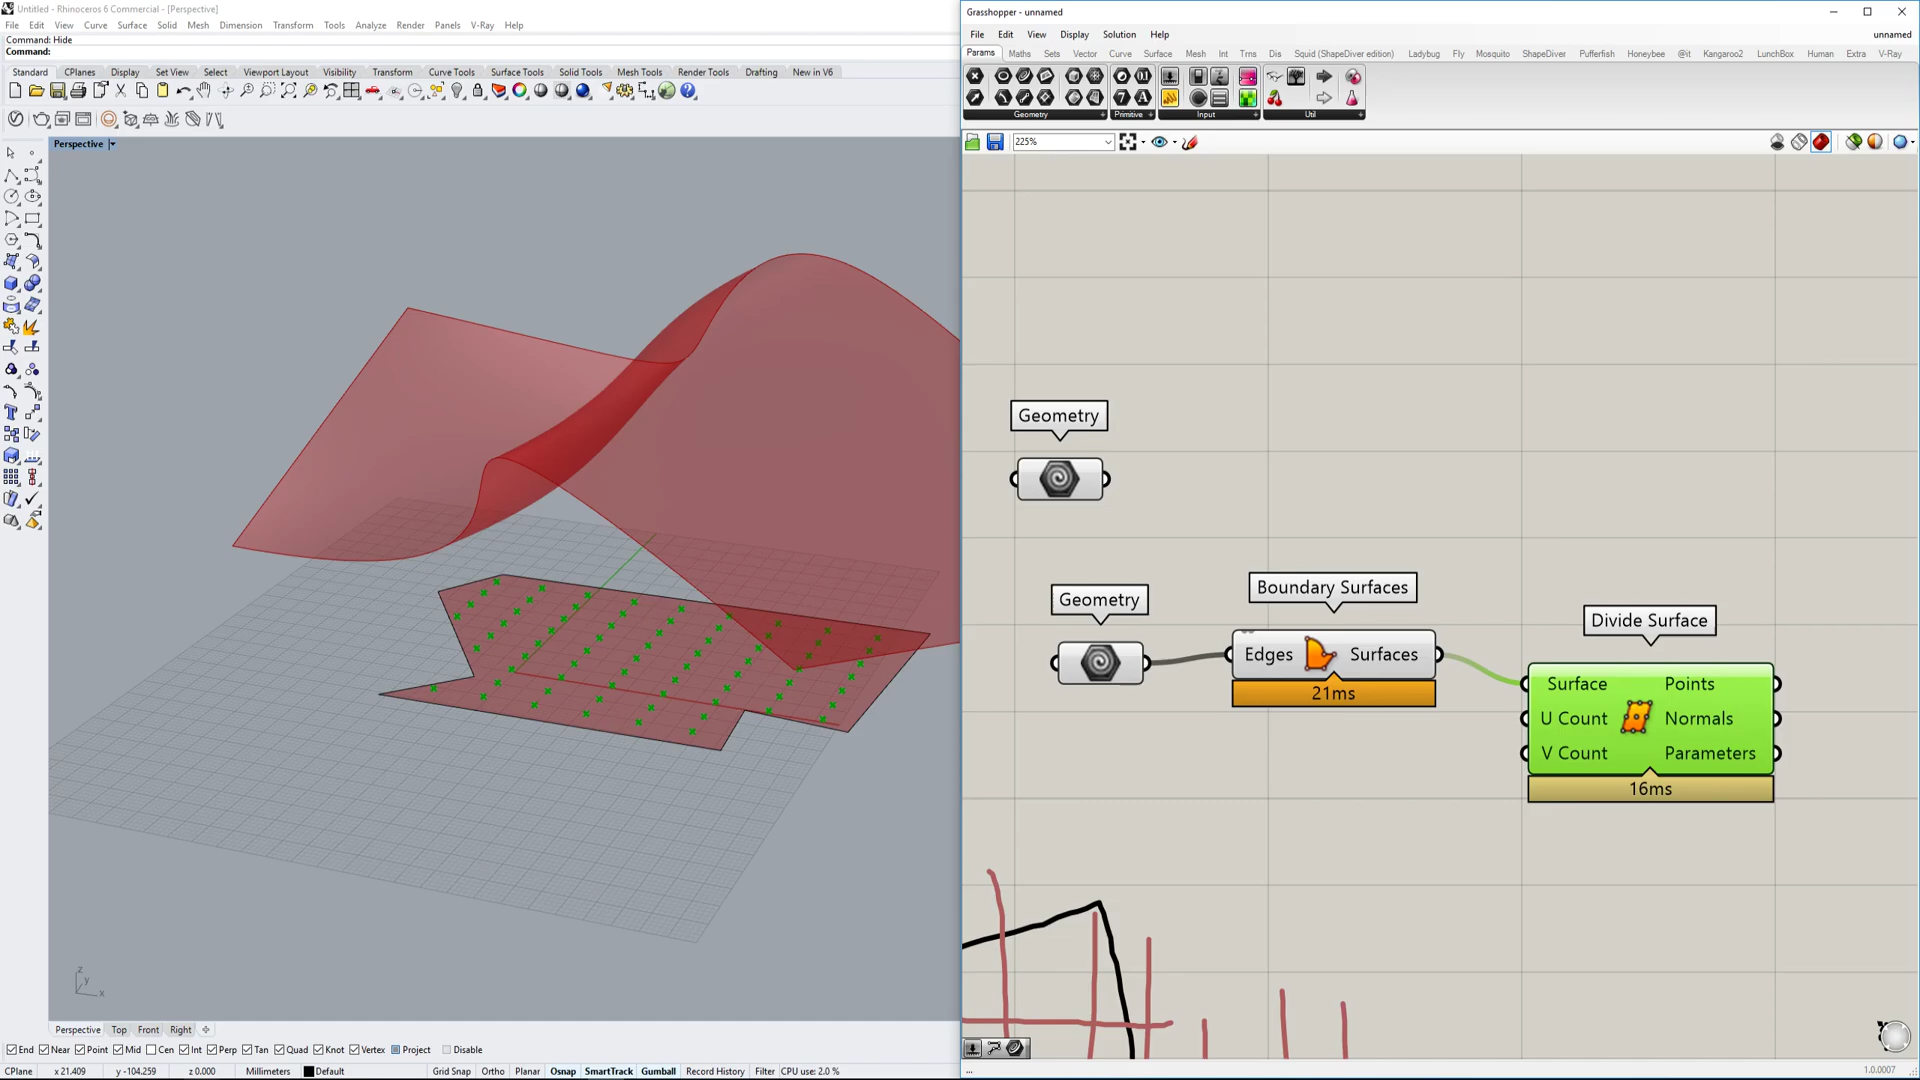 Untitled - Rhinoceros 6 Commercial - [Perspective]
File Edit View Curve Surface Solid Mesh Dimension Transform Tools Analyze Render Panels V-Ray Help
Command: Hide
Command:
Standard CPlanes Display Set View Select Viewport Layout Visibility Transform Curve Tools Surface Tools Solid Tools Mesh Tools Render Tools Drafting New in V6
Perspective
z
y
x
Perspective Top Front Right
End Near Point Mid Cen Int Perp Tan Quad Knot Vertex Project Disable
CPlane x 21.409 y -104.259 z 0.000 Millimeters Default Grid Snap Ortho Planar Osnap SmartTrack Gumball Record History Filter CPU use: 2.0 %
Grasshopper - unnamed
File Edit View Display Solution Help
unnamed
Params Maths Sets Vector Curve Surface Mesh Int Trns Dis Squid (ShapeDiver edition) Ladybug Fly Mosquito ShapeDiver Pufferfish Honeybee @it Kangaroo2 LunchBox Human Extra V-Ray
Geometry Primitive Input Util
225%
Geometry
Geometry
Boundary Surfaces
Edges Surfaces
21ms
Divide Surface
Surface Points
U Count Normals
V Count Parameters
16ms
...
1.0.0007